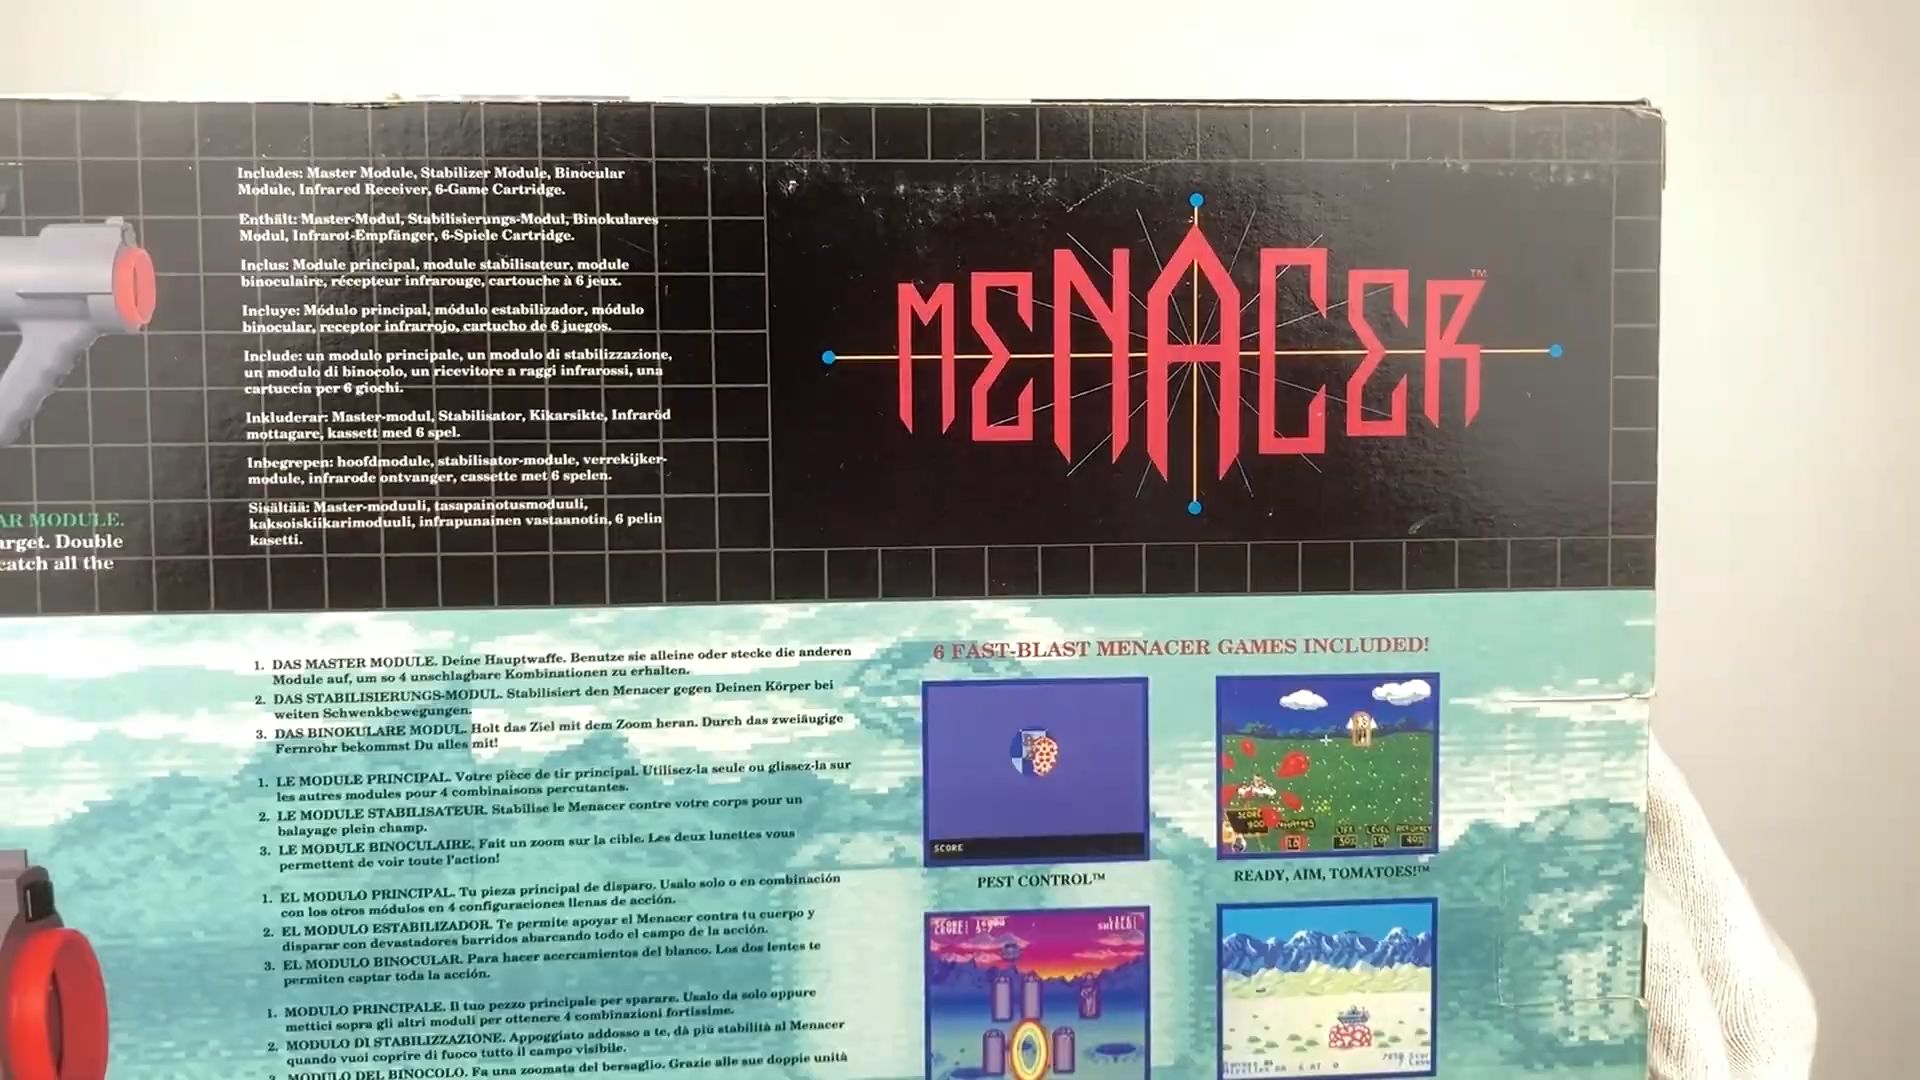 Includes: Master Module, Stabilizer Module, Binocular
Module, Infrared Receiver, 6-Game Cartridge.
Enthält: Master-Modul, Stabilisierungs-Modul, Binokulares
Modul, Infrarot-Empfänger, 6-Spiele Cartridge.
Inclus: Module principal, module stabilisateur, module
binoculaire, récepteur infrarouge, cartouche à 6 jeux.
Incluye: Módulo principal, módulo estabilizador, módulo
binocular, receptor infrarrojo, cartucho de 6 juegos.
Include: un modulo principale, un modulo di stabilizzazione,
un modulo di binocolo, un ricevitore a raggi infrarossi, una
cartuccia per 6 giochi.
Inkluderar: Master-modul, Stabilisator, Kikarsikte, Infraröd
mottagare, kassett med 6 spel.
Inbegrepen: hoofdmodule, stabilisator-module, verrekijker-
module, infrarode ontvanger, cassette met 6 spelen.
Sisältää: Master-moduuli, tasapainotusmoduuli,
kaksoiskiikarimoduuli, infrapunainen vastaanotin, 6 pelin
kasetti.
MENACER™
AR MODULE.
arget. Double
catch all the
1. DAS MASTER MODULE. Deine Hauptwaffe. Benutze sie alleine oder stecke die anderen
Module auf, um so 4 unschlagbare Kombinationen zu erhalten.
2. DAS STABILISIERUNGS-MODUL. Stabilisiert den Menacer gegen Deinen Körper bei
weiten Schwenkbewegungen.
3. DAS BINOKULARE MODUL. Holt das Ziel mit dem Zoom heran. Durch das zweiäugige
Fernrohr bekommst Du alles mit!
1. LE MODULE PRINCIPAL. Votre pièce de tir principal. Utilisez-la seule ou glissez-la sur
les autres modules pour 4 combinaisons percutantes.
2. LE MODULE STABILISATEUR. Stabilise le Menacer contre votre corps pour un
balayage plein champ.
3. LE MODULE BINOCULAIRE. Fait un zoom sur la cible. Les deux lunettes vous
permettent de voir toute l'action!
1. EL MODULO PRINCIPAL. Tu pieza principal de disparo. Usalo solo o en combinación
con los otros módulos en 4 configuraciones llenas de acción.
2. EL MODULO ESTABILIZADOR. Te permite apoyar el Menacer contra tu cuerpo y
disparar con devastadores barridos abarcando todo el campo de la acción.
3. EL MODULO BINOCULAR. Para hacer acercamientos del blanco. Los dos lentes te
permiten captar toda la acción.
1. MODULO PRINCIPALE. Il tuo pezzo principale per sparare. Usalo da solo oppure
mettici sopra gli altri moduli per ottenere 4 combinazioni fortissime.
2. MODULO DI STABILIZZAZIONE. Appoggiato addosso a te, dà più stabilità al Menacer
quando vuoi coprire di fuoco tutto il campo visibile.
3. MODULO DEL BINOCOLO. Fa una zoomata del bersaglio. Grazie alle sue doppie unità
6 FAST-BLAST MENACER GAMES INCLUDED!
SCORE
PEST CONTROL™
SCORE
900
LIFE
LEVEL
ACCURACY
READY, AIM, TOMATOES!™
SCORE: